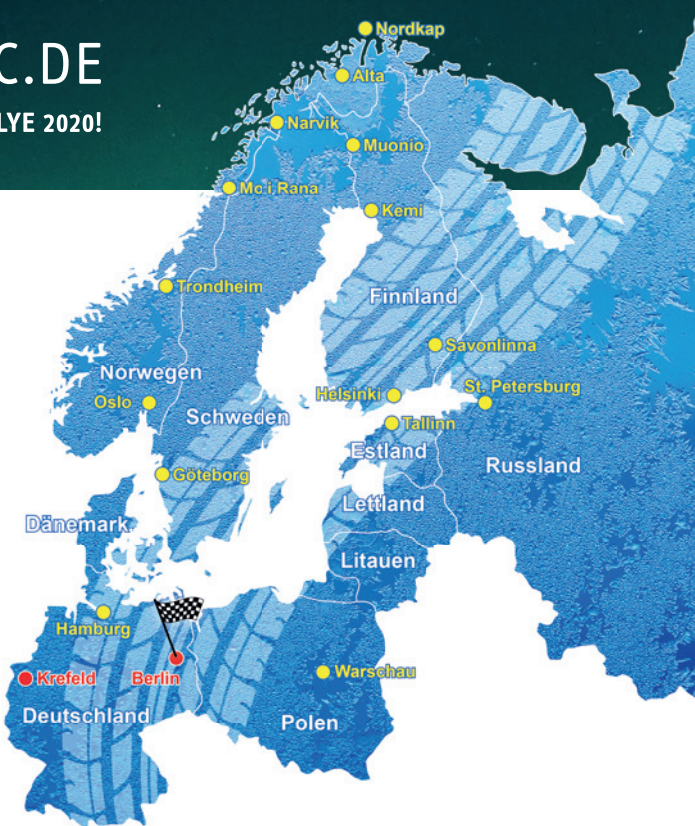 C.DE
LYE 2020!
Nordkap
Alta
Narvik
Muonio
Mo i Rana
Kemi
Trondheim
Finnland
Savonlinna
Norwegen
Helsinki
St. Petersburg
Oslo
Schweden
Tallinn
Estland
Russland
Göteborg
Lettland
Dänemark
Litauen
Hamburg
Krefeld
Berlin
Warschau
Deutschland
Polen